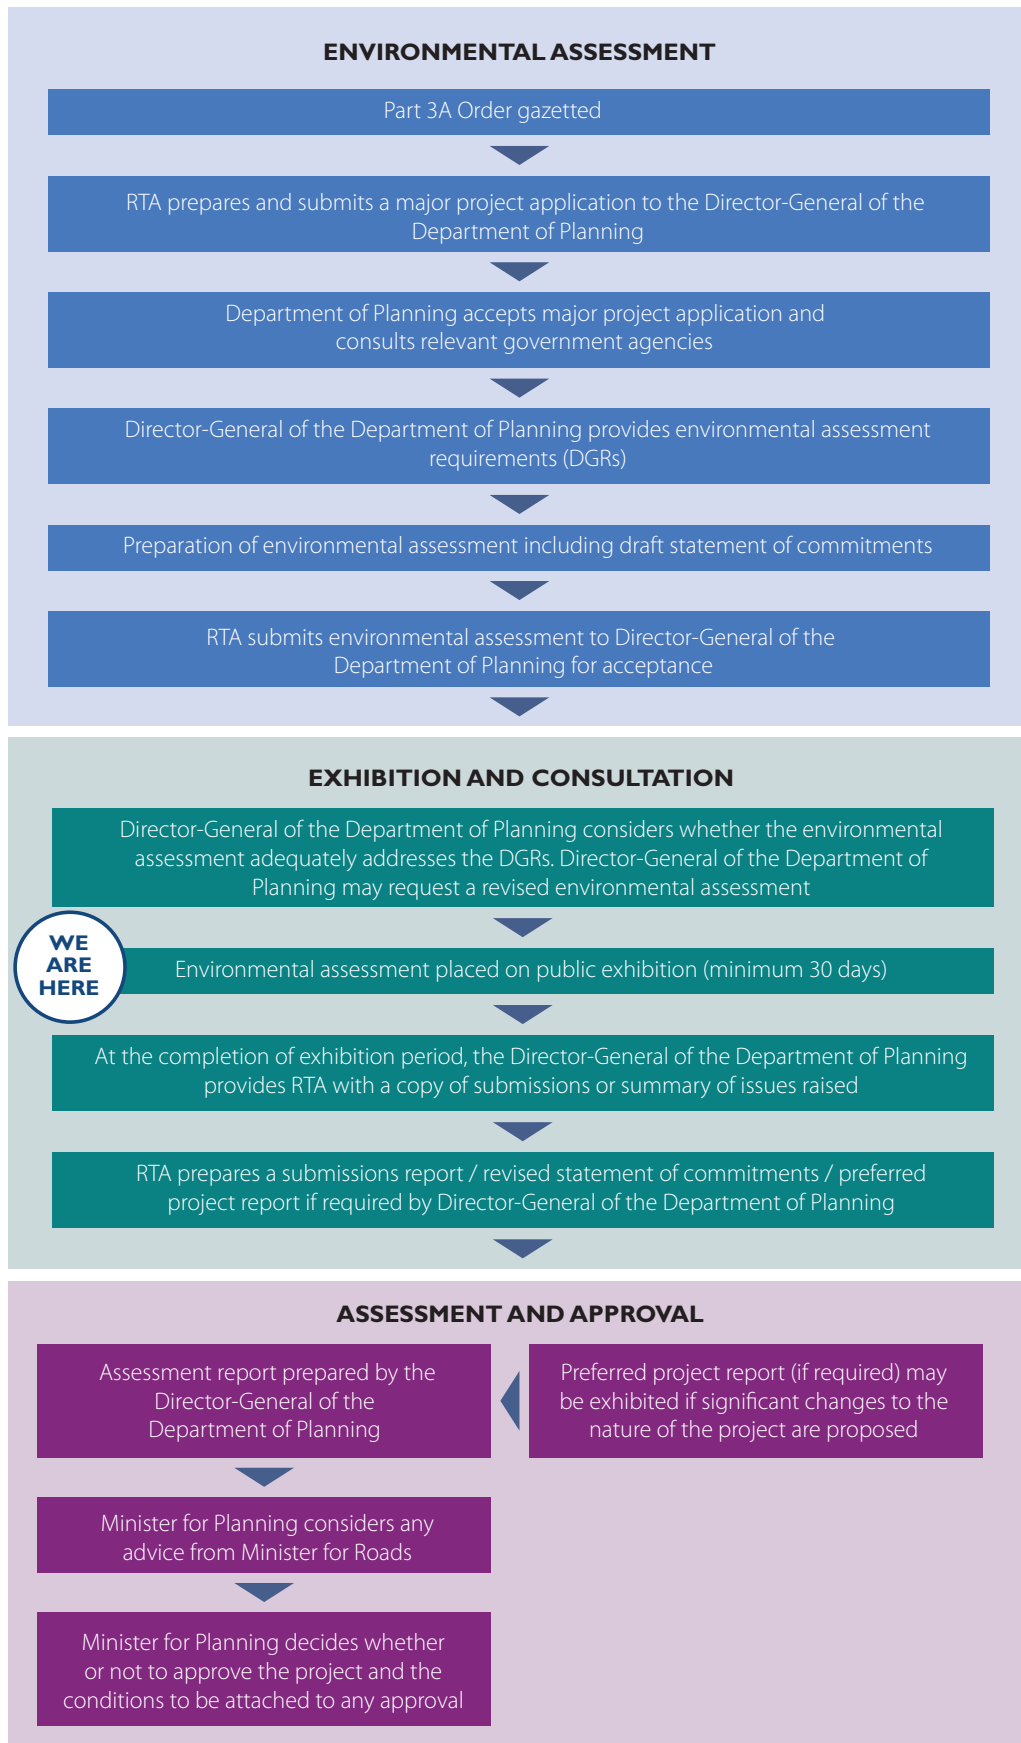 ENVIRONMENTAL ASSESSMENT
Part 3A Order gazetted
RTA prepares and submits a major project application to the Director-General of the
Department of Planning
Department of Planning accepts major project application and
consults relevant government agencies
Director-General of the Department of Planning provides environmental assessment
requirements (DGRs)
Preparation of environmental assessment including draft statement of commitments
RTA submits environmental assessment to Director-General of the
Department of Planning for acceptance
EXHIBITION AND CONSULTATION
Director-General of the Department of Planning considers whether the environmental
assessment adequately addresses the DGRs. Director-General of the Department of
Planning may request a revised environmental assessment
WE
ARE
HERE
Environmental assessment placed on public exhibition (minimum 30 days)
At the completion of exhibition period, the Director-General of the Department of Planning
provides RTA with a copy of submissions or summary of issues raised
RTA prepares a submissions report / revised statement of commitments / preferred
project report if required by Director-General of the Department of Planning
ASSESSMENT AND APPROVAL
Assessment report prepared by the
Director-General of the
Department of Planning
Preferred project report (if required) may
be exhibited if significant changes to the
nature of the project are proposed
Minister for Planning considers any
advice from Minister for Roads
Minister for Planning decides whether
or not to approve the project and the
conditions to be attached to any approval